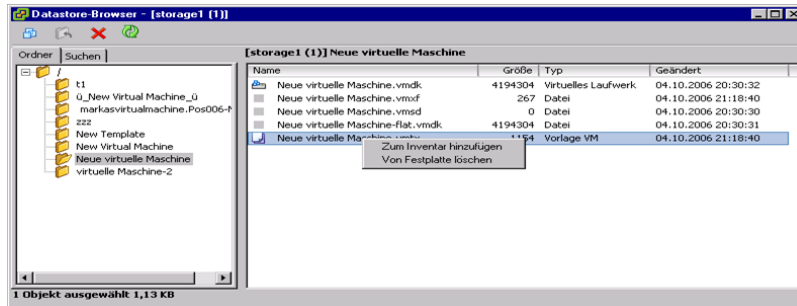 Datastore-Browser - [storage1 (1)]
Ordner Suchen
[storage1 (1)] Neue virtuelle Maschine
/
t1
ü_New Virtual Machine_ü
markasvirtualmachine.Pos006-
zzz
New Template
New Virtual Machine
Neue virtuelle Maschine
virtuelle Maschine-2
Name Größe Typ Geändert
Neue virtuelle Maschine.vmdk 4194304 Virtuelles Laufwerk 04.10.2006 20:30:32
Neue virtuelle Maschine.vmxf 267 Datei 04.10.2006 21:18:40
Neue virtuelle Maschine.vmsd 0 Datei 04.10.2006 20:30:30
Neue virtuelle Maschine-flat.vmdk 4194304 Datei 04.10.2006 20:30:31
Neue virtuelle 1154 Vorlage VM 04.10.2006 21:18:40
Zum Inventar hinzufügen
Von Festplatte löschen
1 Objekt ausgewählt 1,13 KB